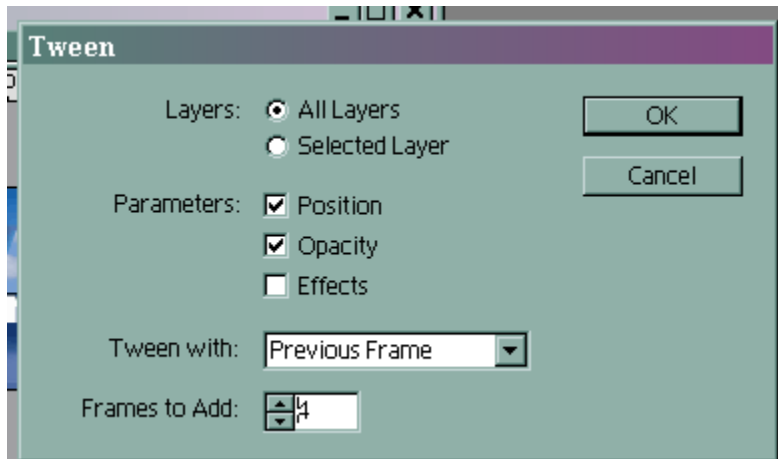 Tween
Layers: All Layers
Selected Layer
OK
Cancel
Parameters: Position
Opacity
Effects
Tween with: Previous Frame
Frames to Add: 4